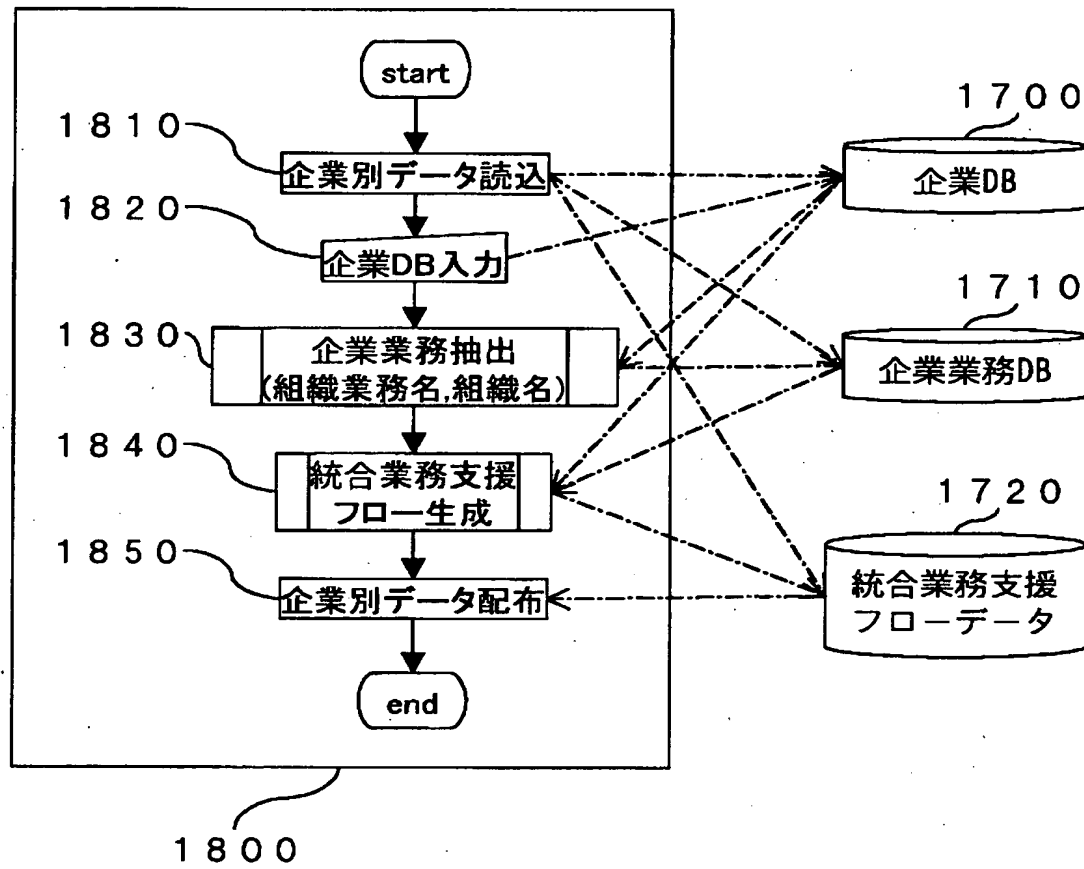 start
1700
1810
企業別データ読込
企業DB
1820
企業DB入力
1710
1830
企業業務抽出
(組織業務名,組織名)
企業業務DB
1840
統合業務支援
フロー生成
1720
1850
企業別データ配布
統合業務支援
フローデータ
end
1800